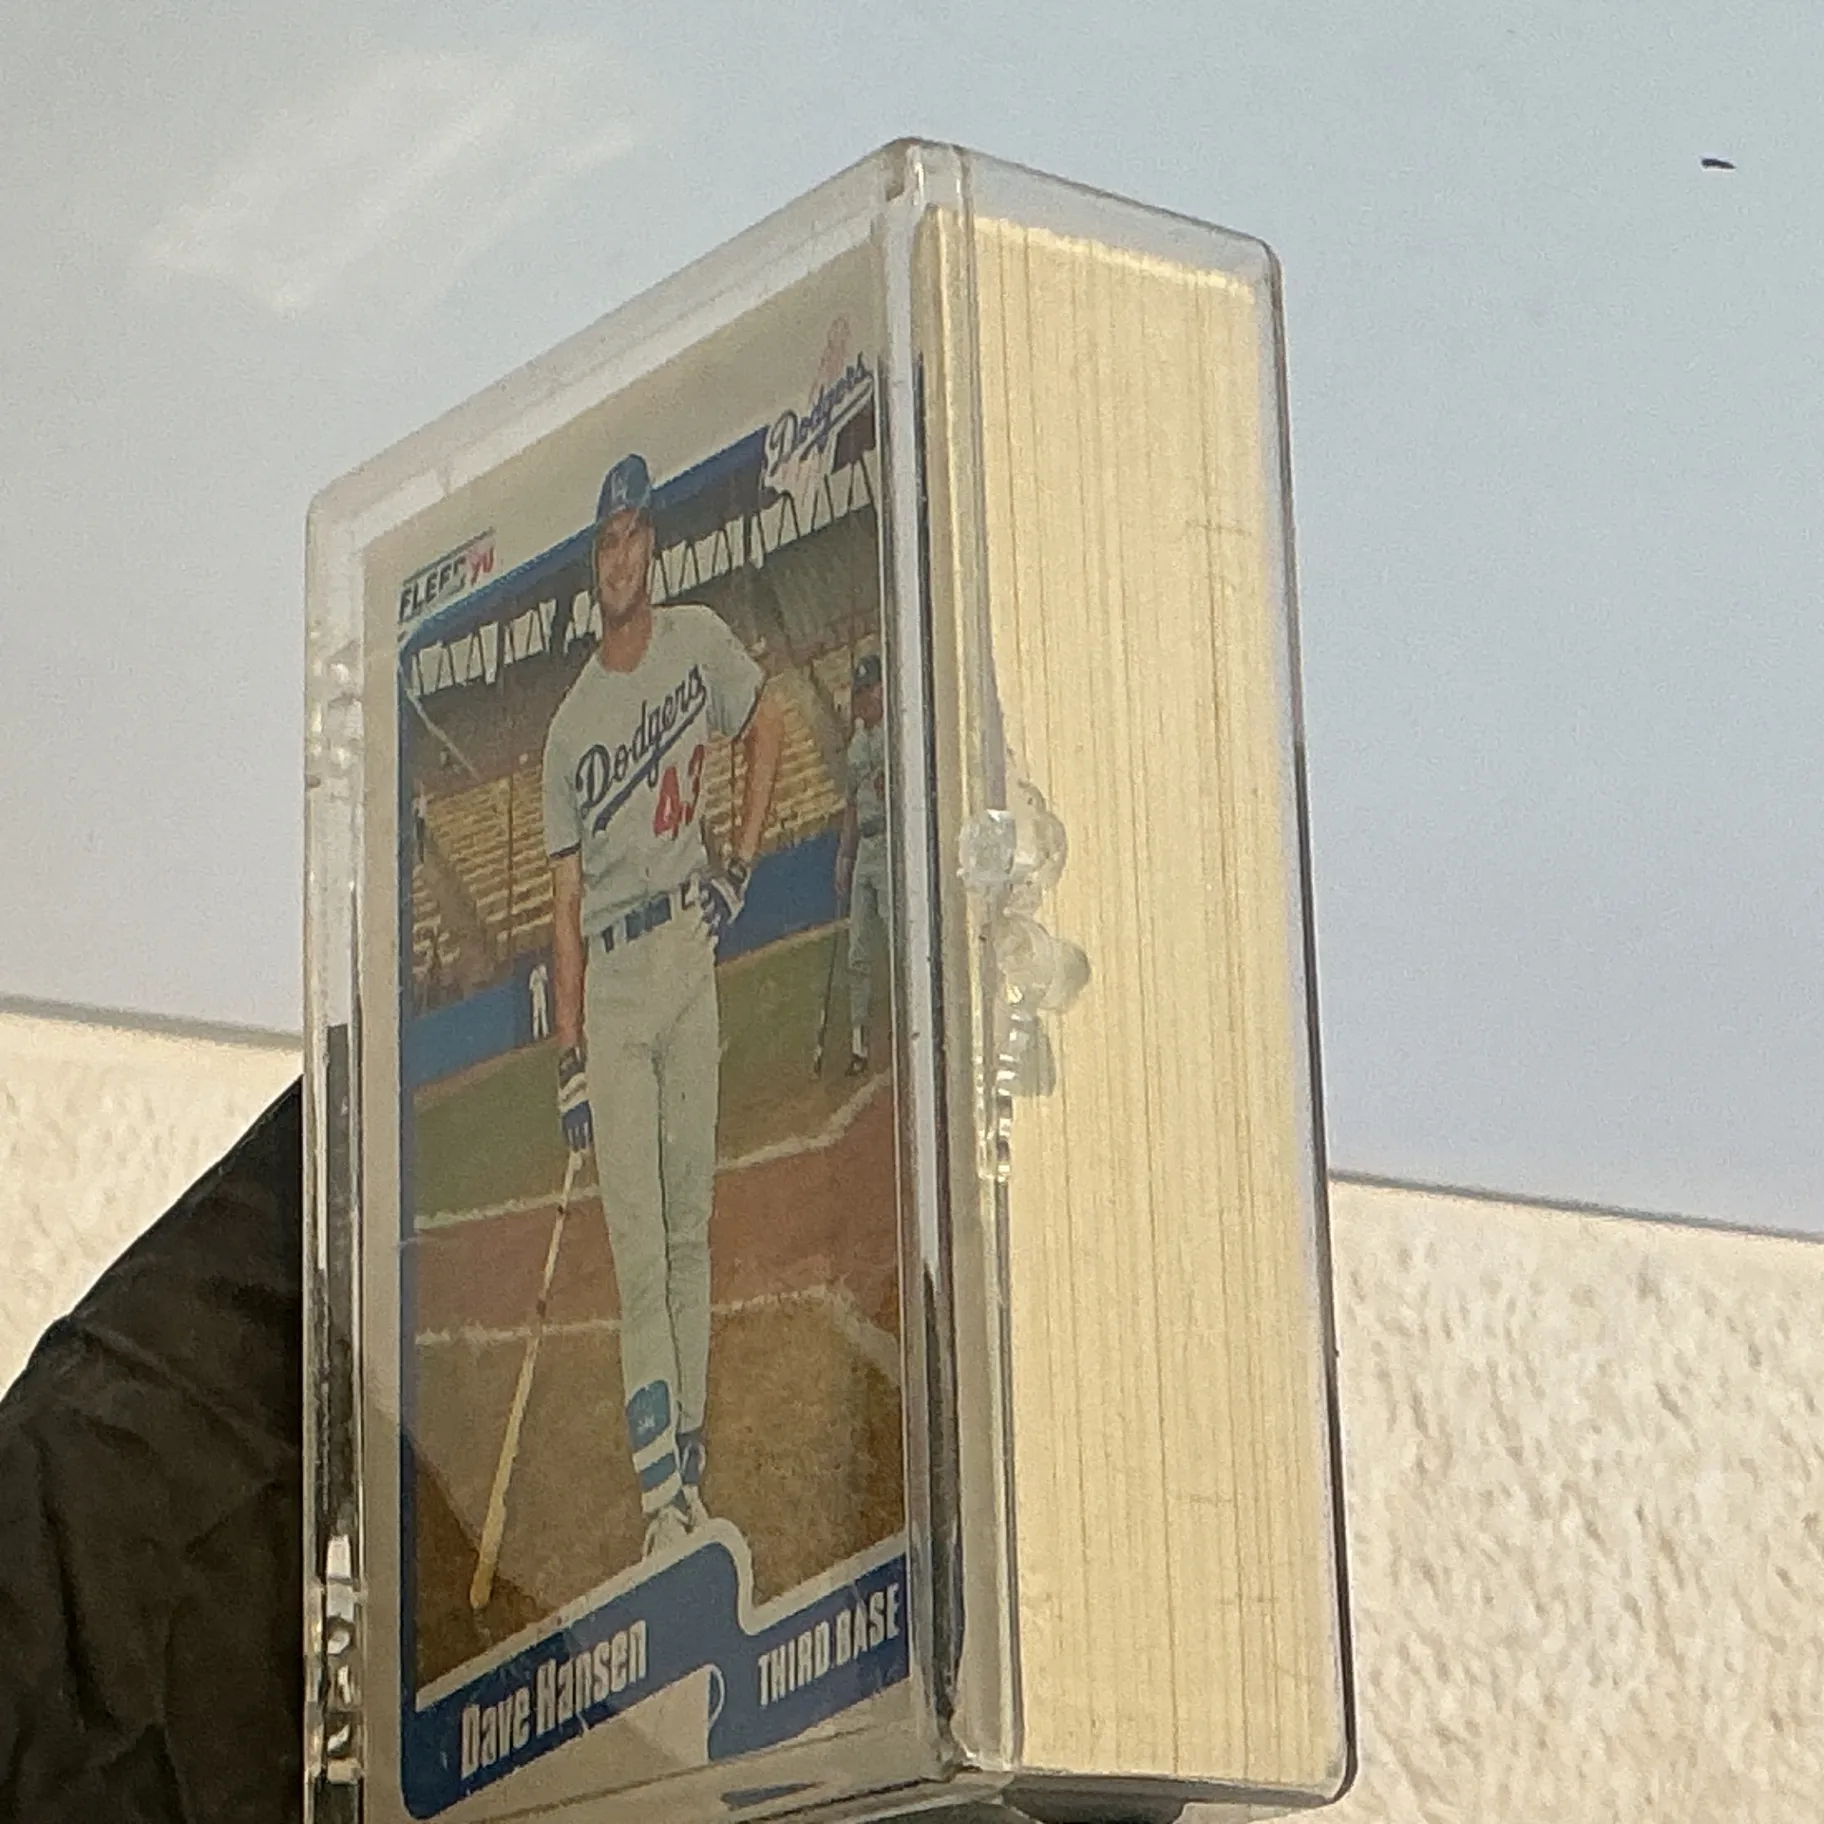 Dodgers
FLEER 90
Dodgers
43
Dave Hansen
THIRD BASE